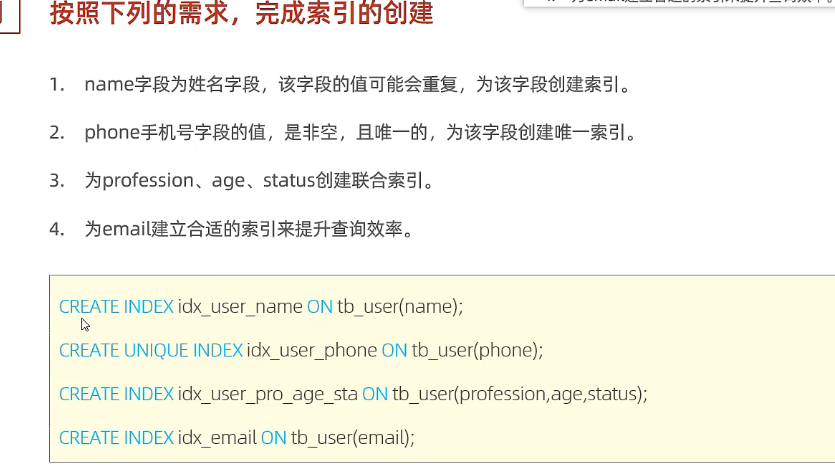 按照下列的需求，完成索引的创建
1. name字段为姓名字段，该字段的值可能会重复，为该字段创建索引。
2. phone手机号字段的值，是非空，且唯一的，为该字段创建唯一索引。
3. 为profession、age、status创建联合索引。
4. 为email建立合适的索引来提升查询效率。
CREATE INDEX idx_user_name ON tb_user(name);
CREATE UNIQUE INDEX idx_user_phone ON tb_user(phone);
CREATE INDEX idx_user_pro_age_sta ON tb_user(profession,age,status);
CREATE INDEX idx_email ON tb_user(email);